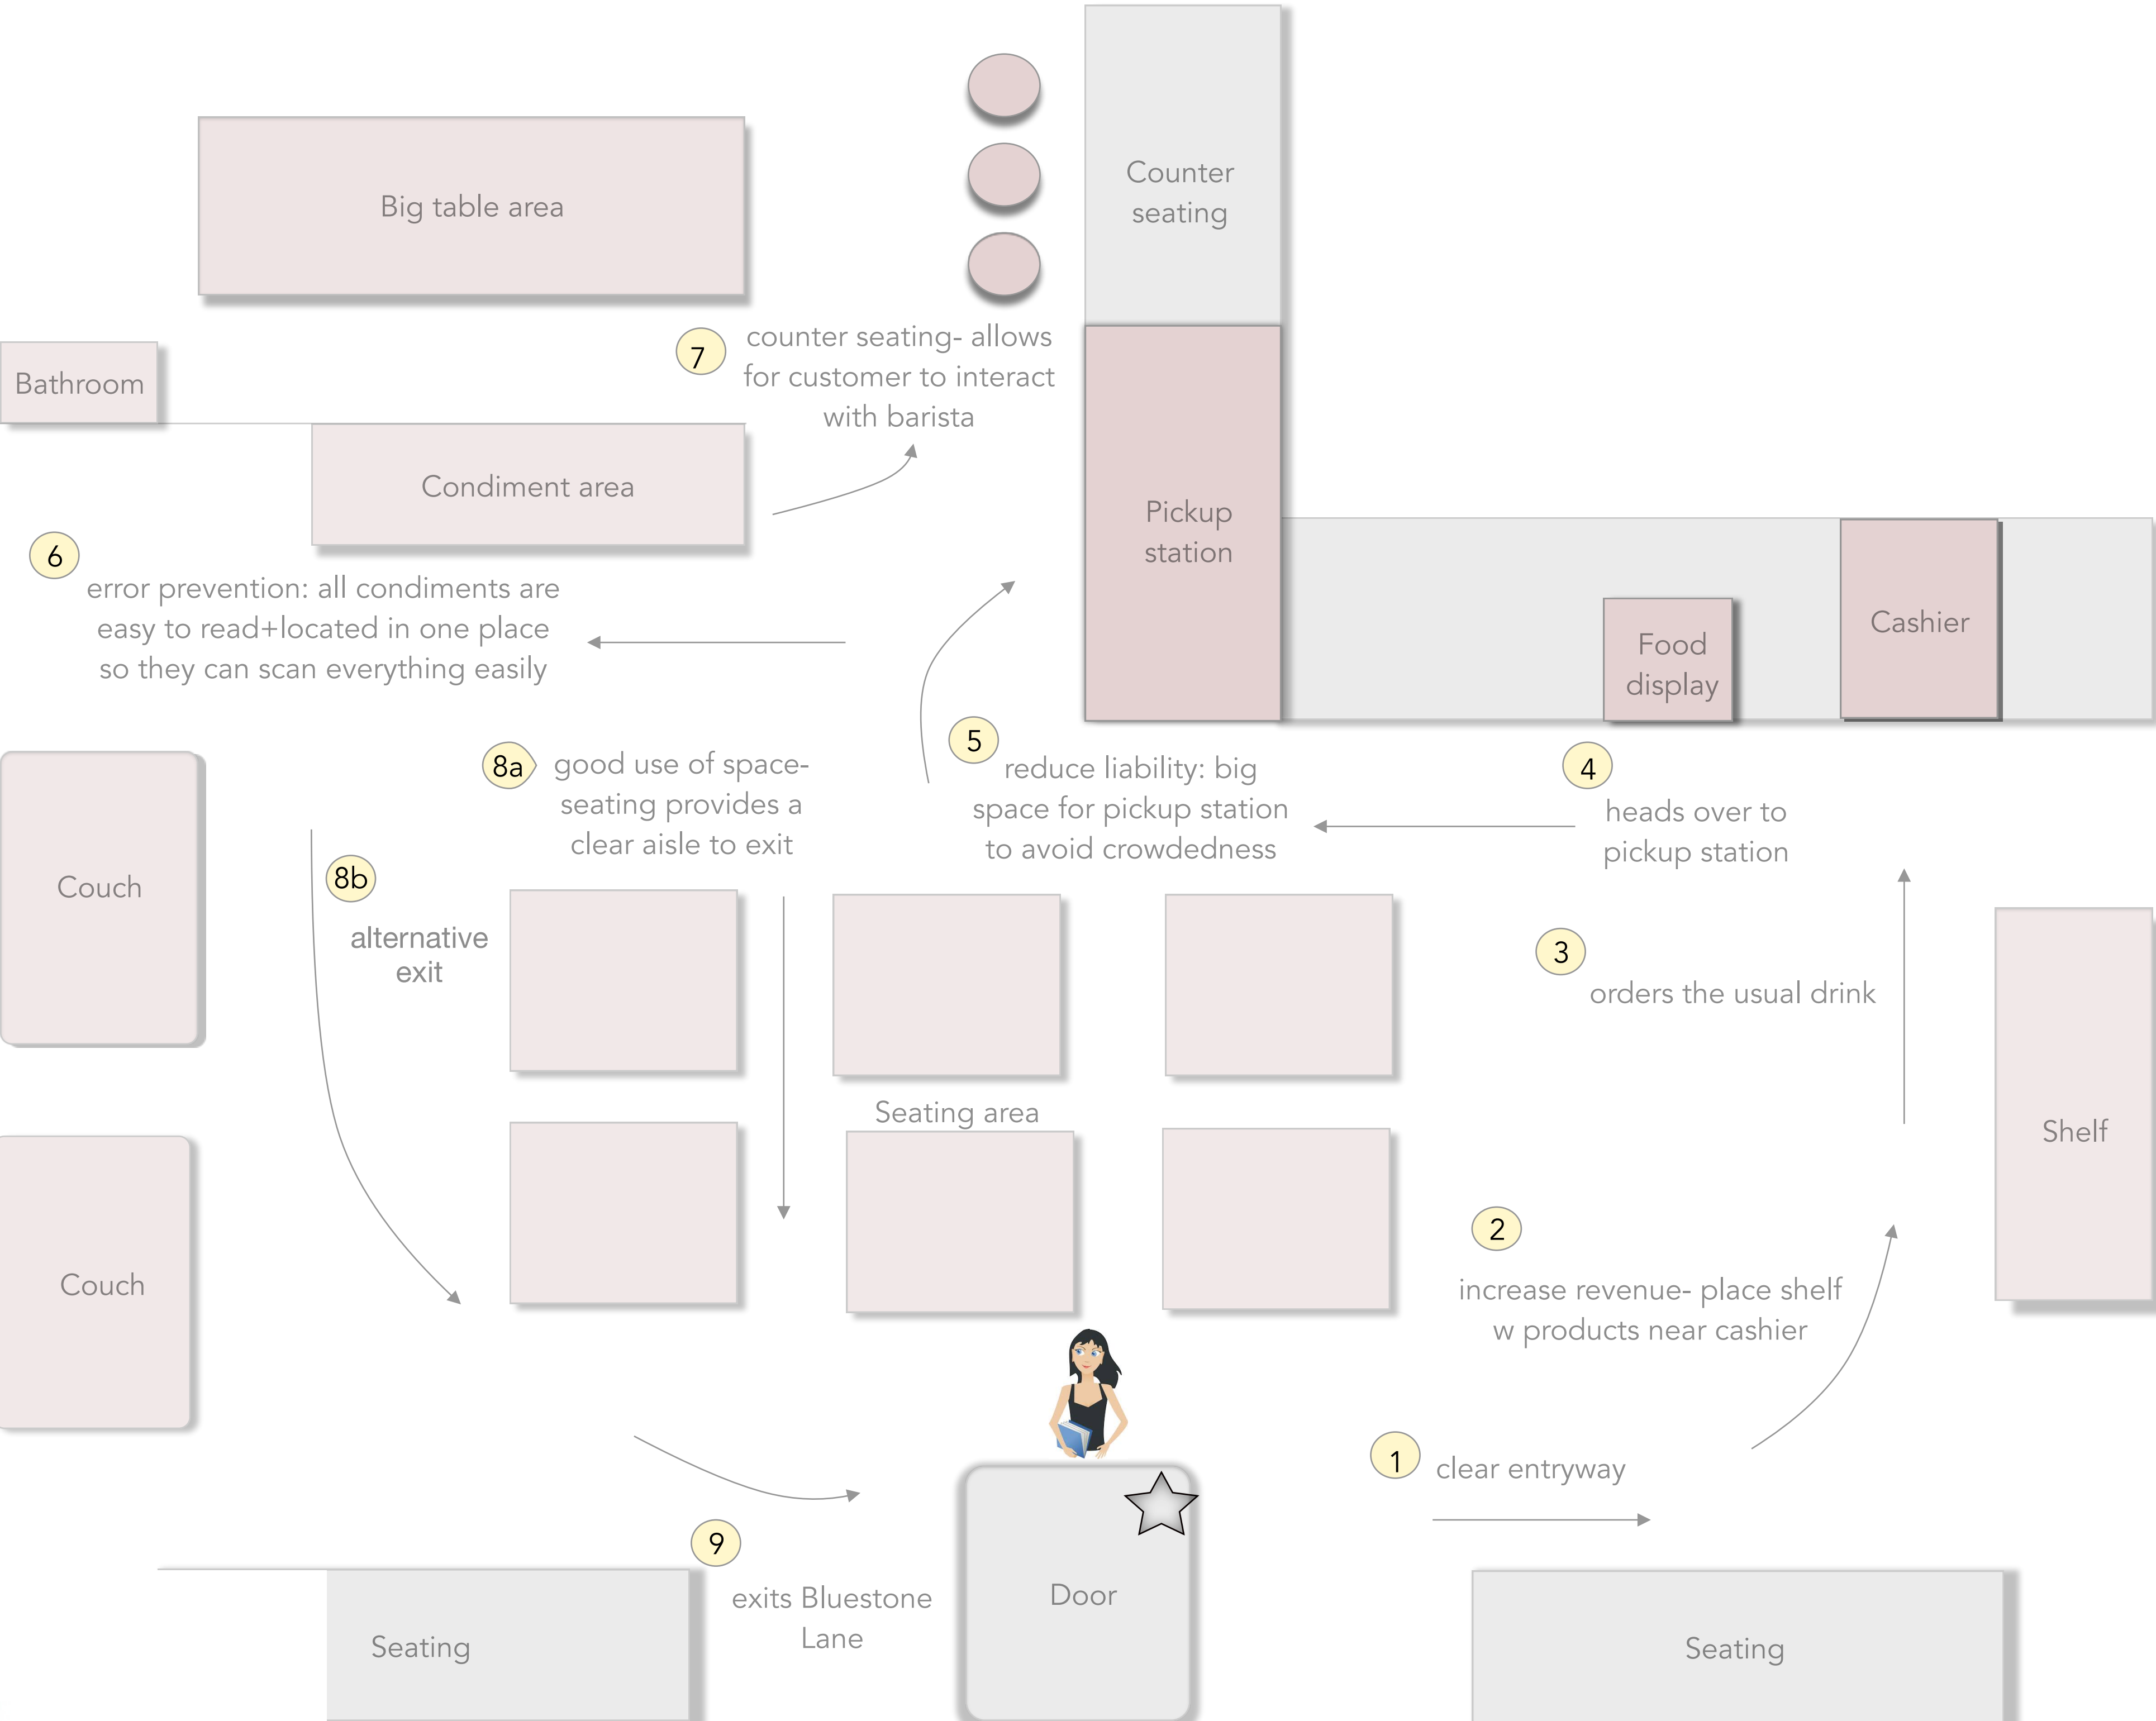 Counter
seating
Big table area
7
counter seating- allows
for customer to interact
with barista
Bathroom
Condiment area
Pickup
station
6
error prevention: all condiments are
easy to read+located in one place
so they can scan everything easily
Food
display
Cashier
8a
good use of space-
seating provides a
clear aisle to exit
5
reduce liability: big
space for pickup station
to avoid crowdedness
4
heads over to
pickup station
Couch
8b
alternative
exit
3
orders the usual drink
Seating area
Shelf
2
increase revenue- place shelf
w products near cashier
Couch
1
clear entryway
9
exits Bluestone
Lane
Door
Seating
Seating